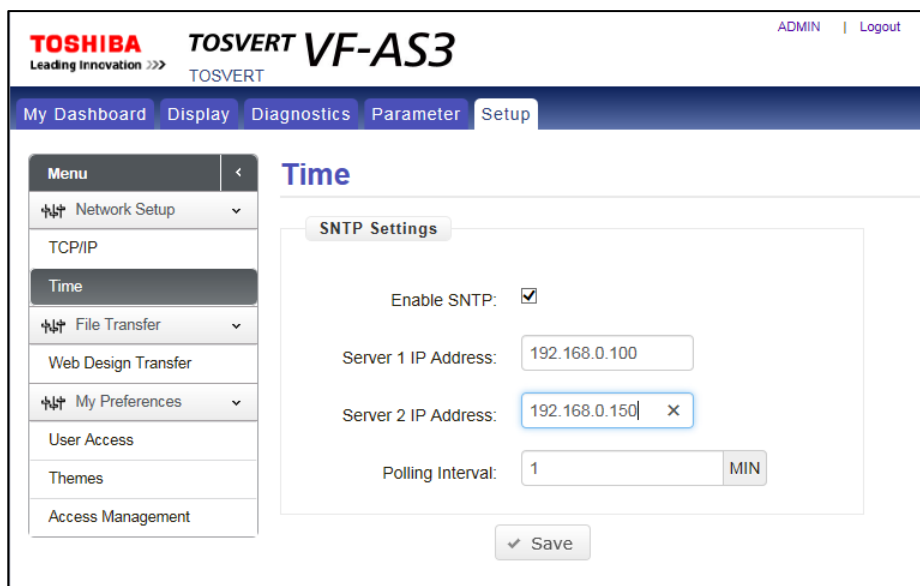 ADMIN | Logout
TOSHIBA
Leading Innovation >>>
TOSVERT VF-AS3
TOSVERT
My Dashboard Display Diagnostics Parameter Setup
Menu
Network Setup
TCP/IP
Time
File Transfer
Web Design Transfer
My Preferences
User Access
Themes
Access Management
Time
SNTP Settings
Enable SNTP:
Server 1 IP Address: 192.168.0.100
Server 2 IP Address: 192.168.0.150
Polling Interval: 1 MIN
Save